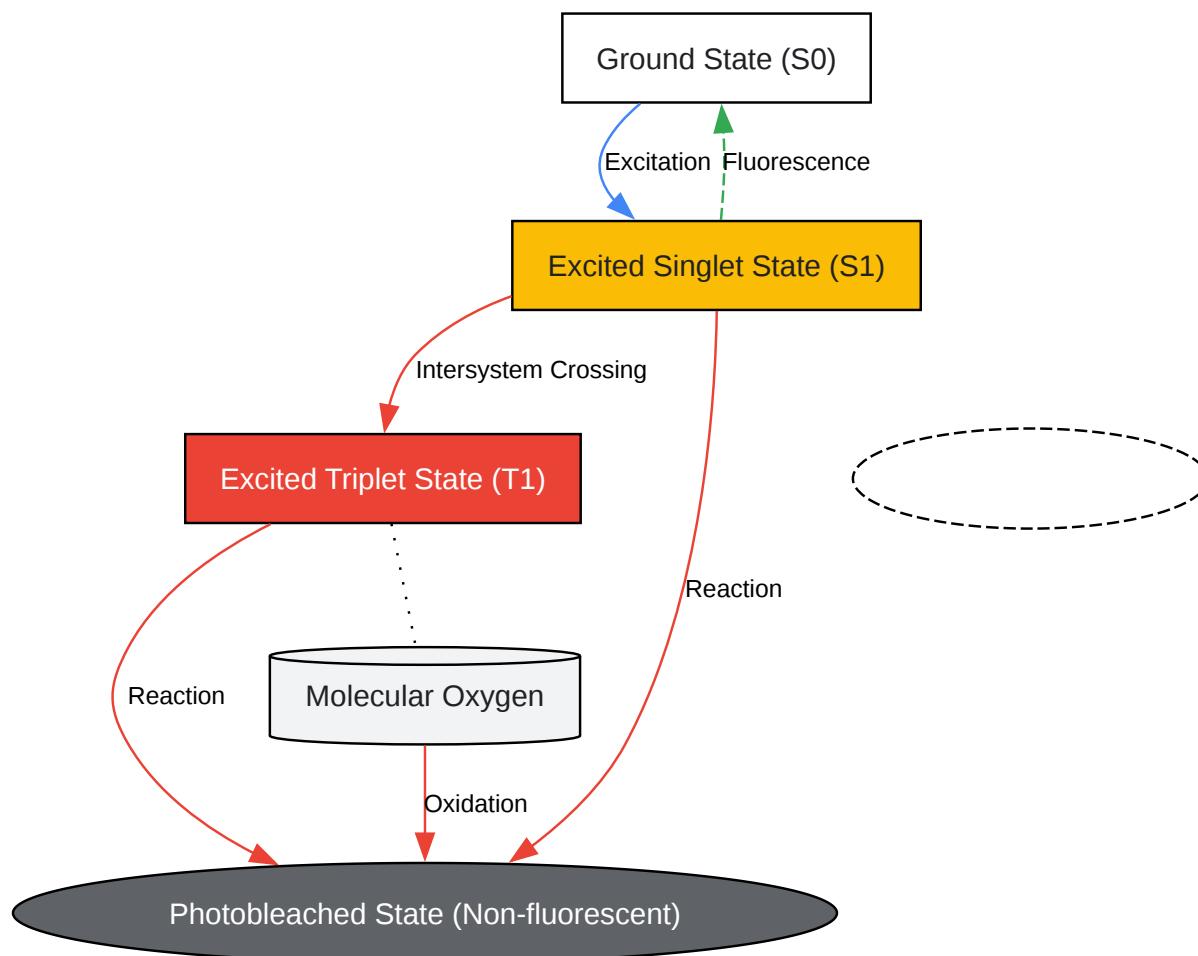 Ground State (S0)
Excitation
Fluorescence
Excited Singlet State (S1)
Intersystem Crossing
Excited Triplet State (T1)
Reaction
Reaction
Molecular Oxygen
Oxidation
Photobleached State (Non-fluorescent)